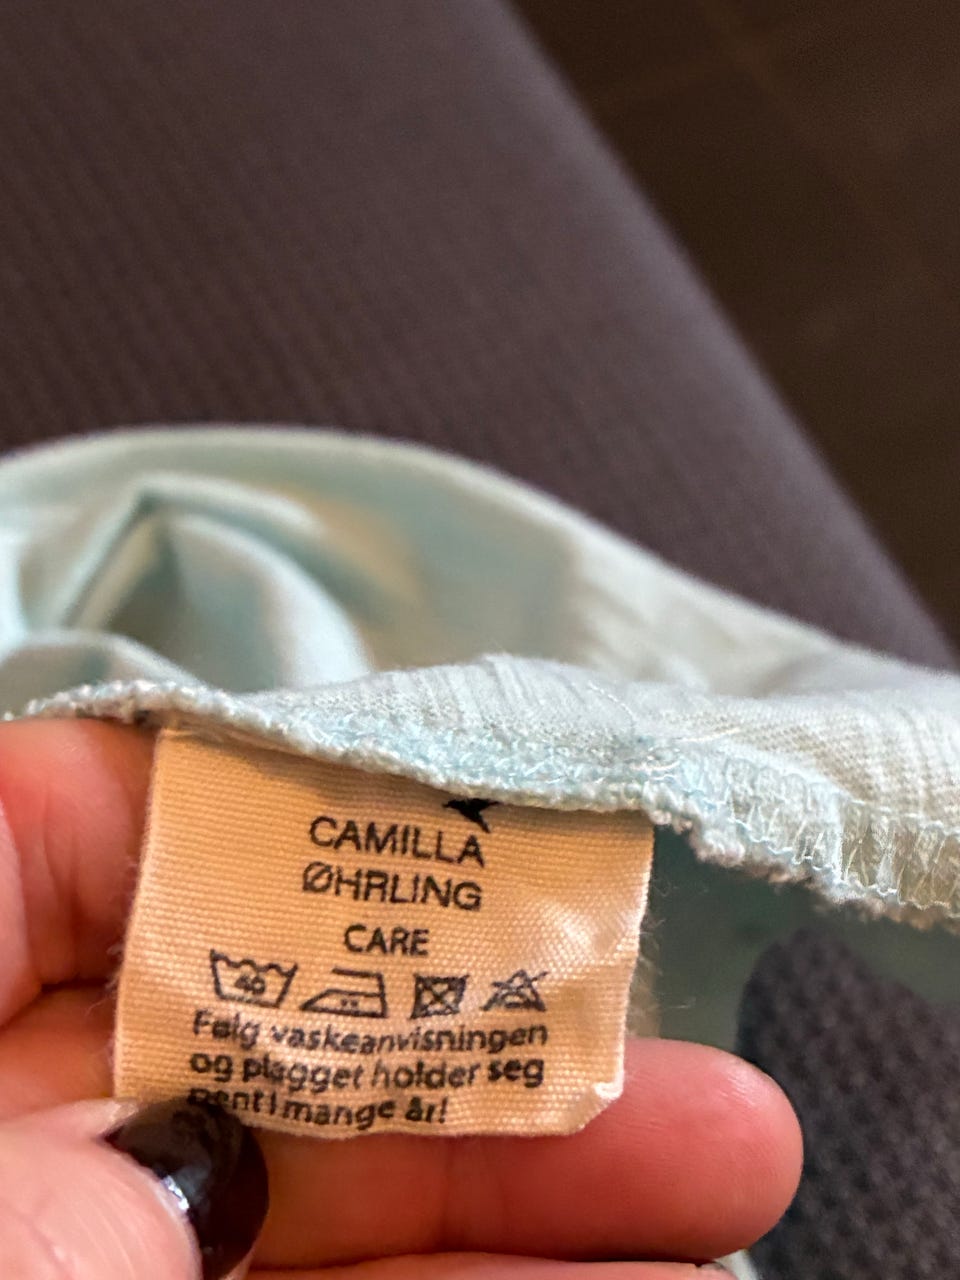 CAMILLA
ØHRLING
CARE
40
Følg vaskeanvisningen
og plagget holder seg
Pent I mange år!